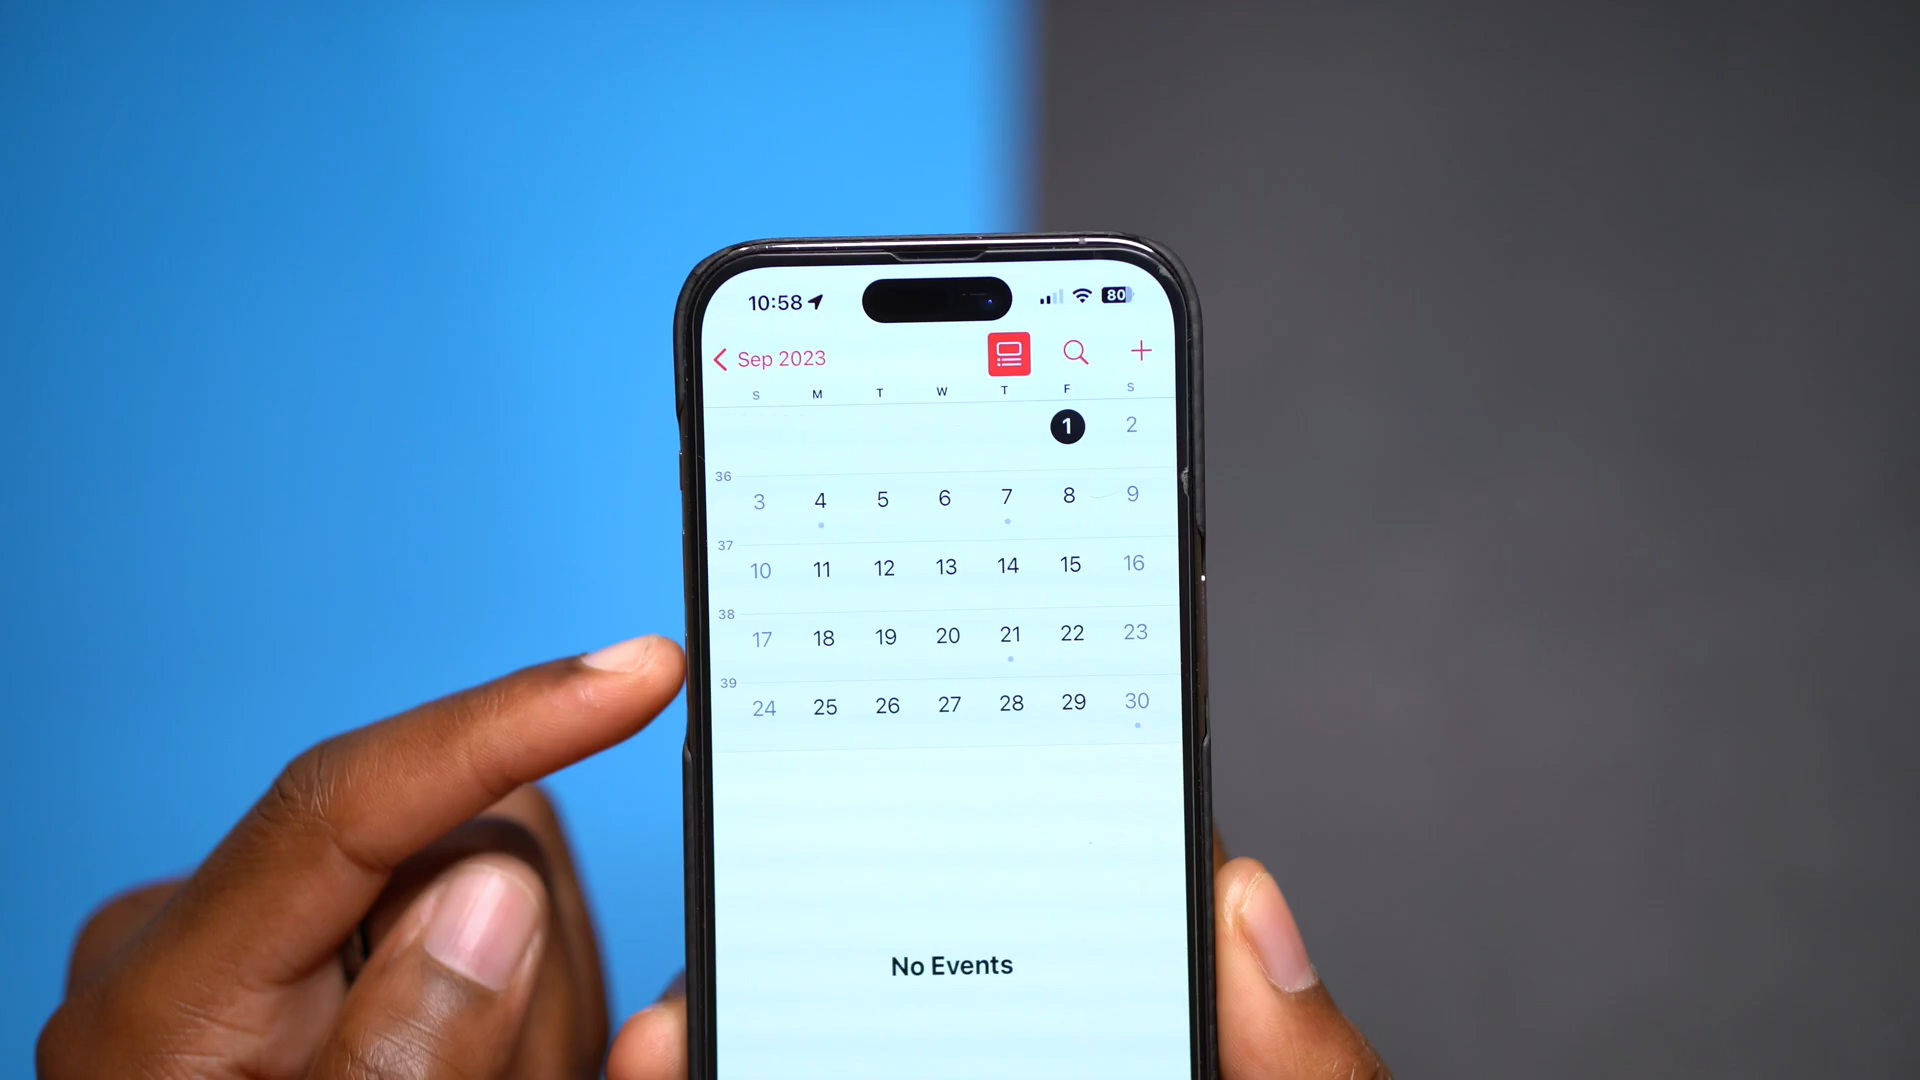 10:58 80
Sep 2023
S M T W T F S
1 2
36
3 4 5 6 7 8 9
37
10 11 12 13 14 15 16
38
17 18 19 20 21 22 23
39
24 25 26 27 28 29 30
No Events